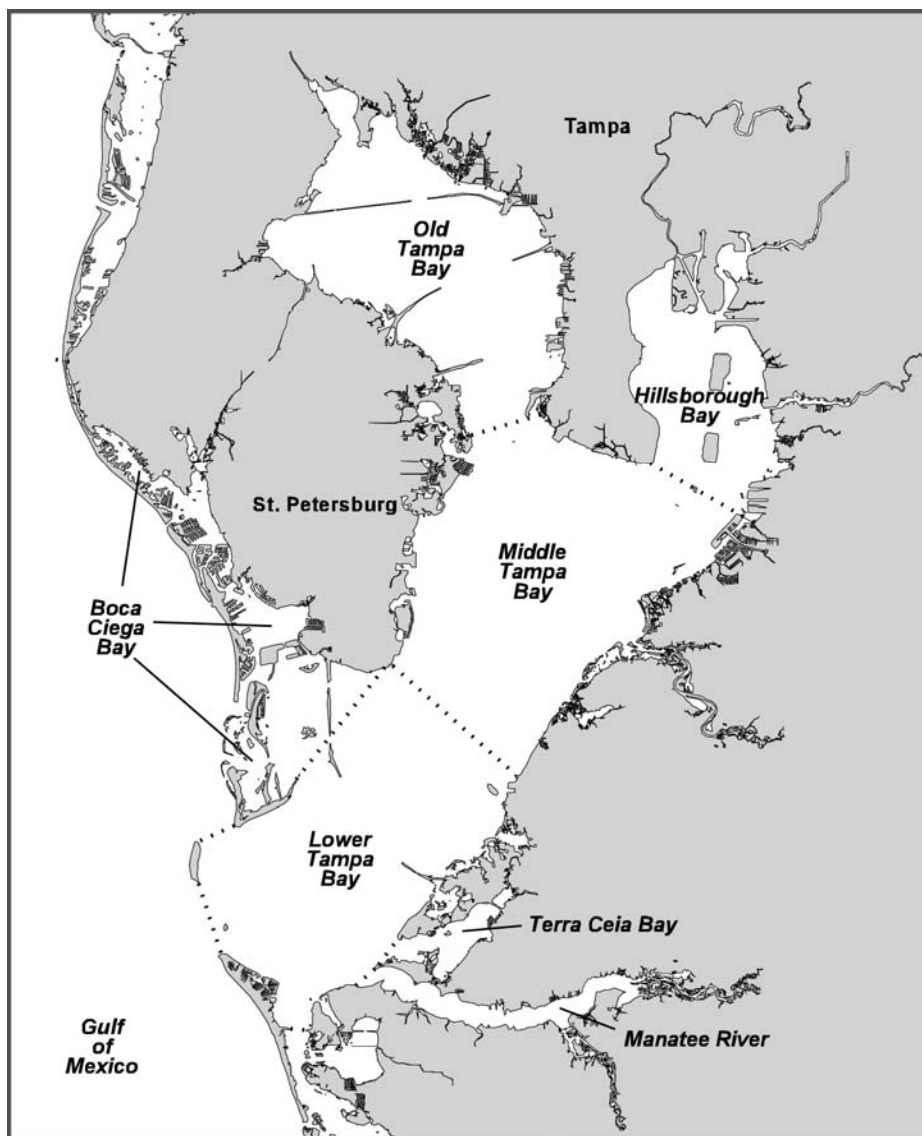 Tampa
Old
Tampa
Bay
Hillsborough
Bay
St. Petersburg
Middle
Tampa
Bay
Boca
Ciega
Bay
Lower
Tampa
Bay
Terra Ceia Bay
Gulf
of
Mexico
Manatee River